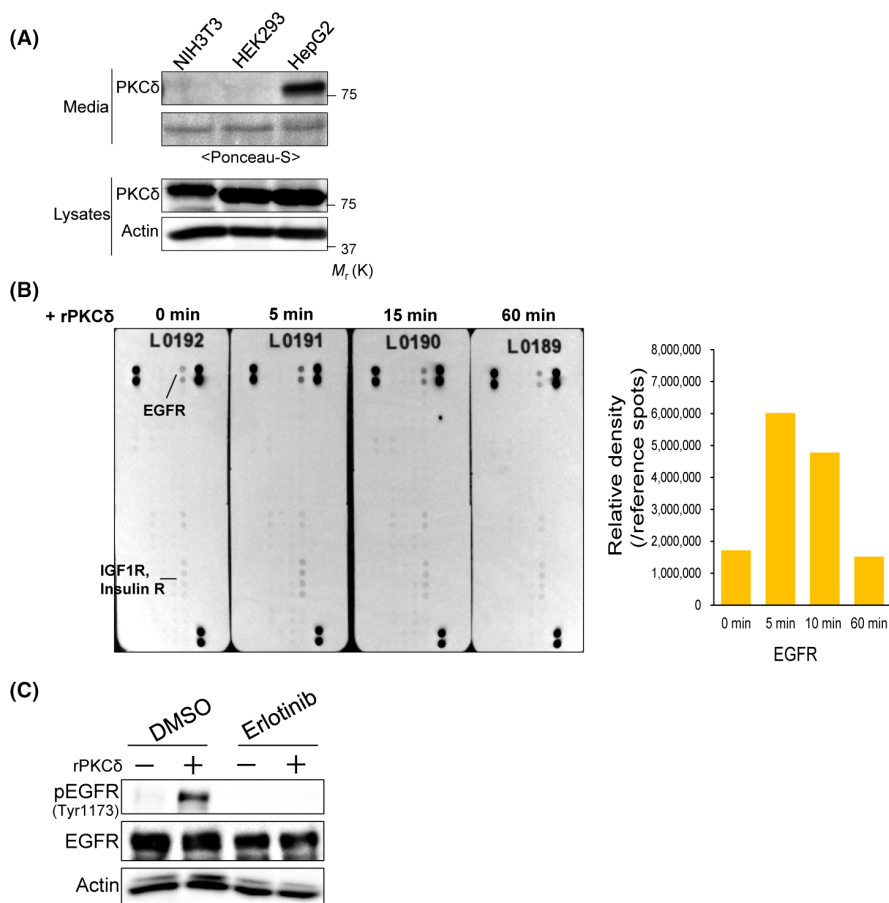 (A)
NIH3T3 HEK293 HepG2
Media PKCδ 75
<Ponceau-S>
Lysates PKCδ 75
Actin 37
Mr (K)
(B)
+ rPKCδ 0 min 5 min 15 min 60 min
L0192 L0191 L0190 L0189
EGFR
IGF1R,
Insulin R
Relative density
(/reference spots)
8,000,000
7,000,000
6,000,000
5,000,000
4,000,000
3,000,000
2,000,000
1,000,000
0
0 min 5 min 10 min 60 min
EGFR
(C)
DMSO Erlotinib
rPKCδ − + − +
pEGFR
(Tyr1173)
EGFR
Actin